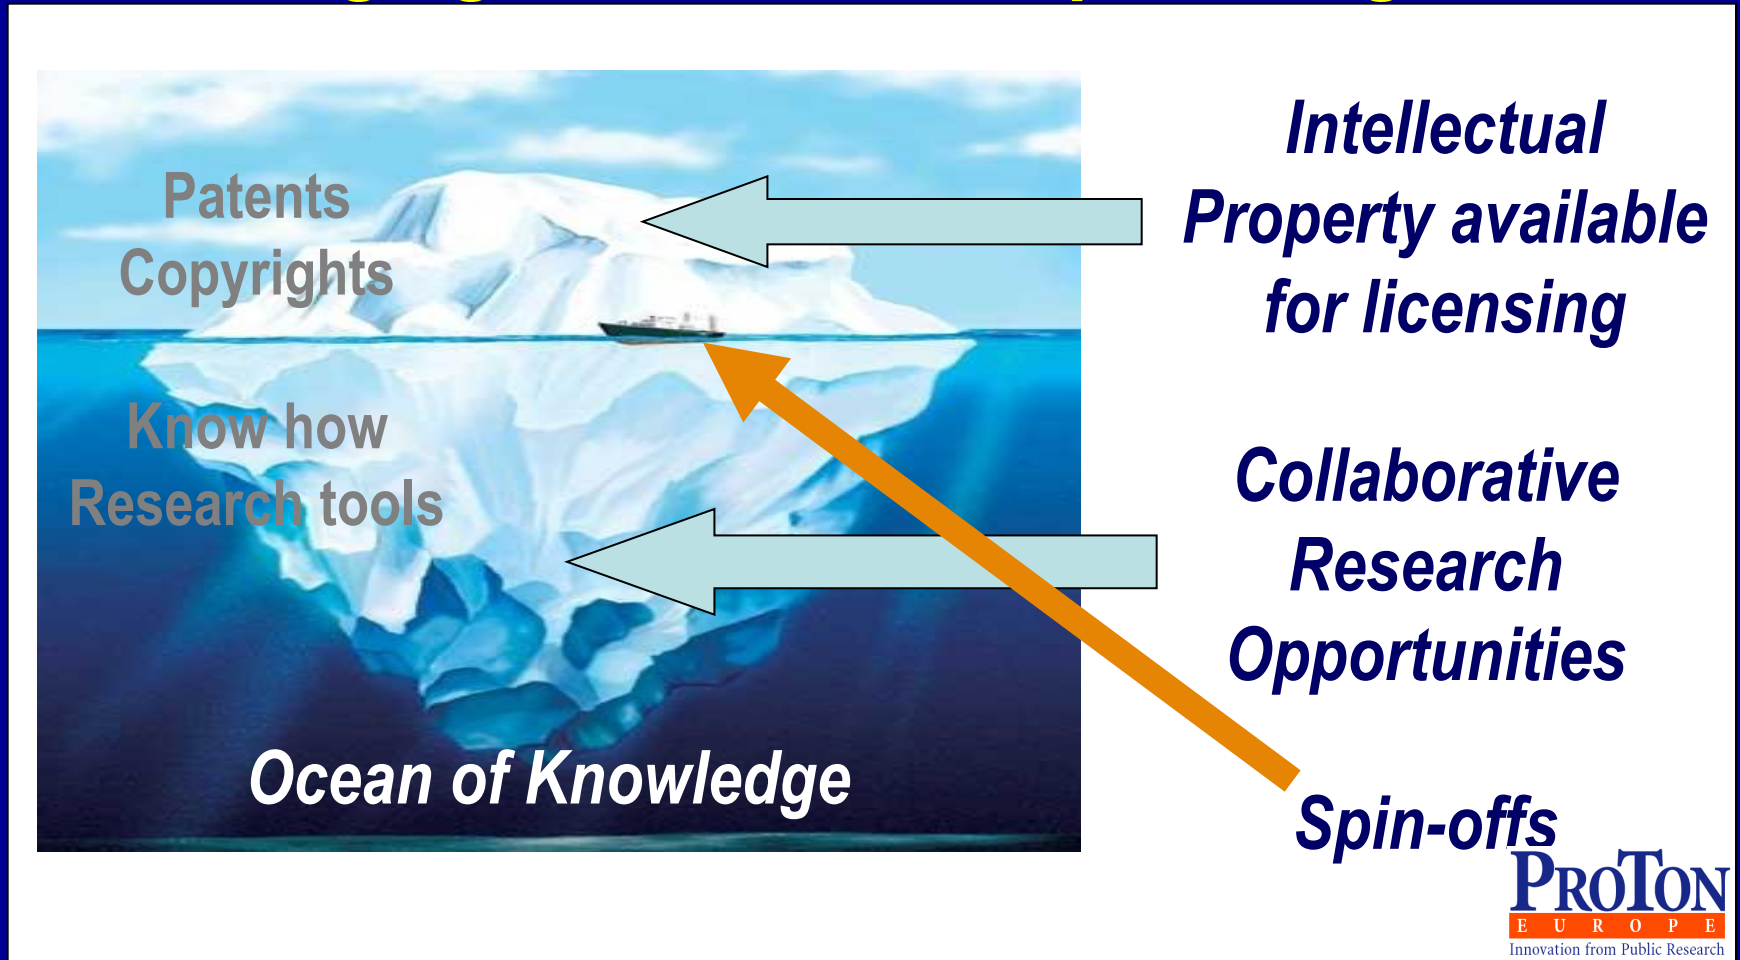 Patents
Copyrights
Know how
Research tools
Ocean of Knowledge
Intellectual
Property available
for licensing
Collaborative
Research
Opportunities
Spin-offs
PROTON
EUROPE
Innovation from Public Research